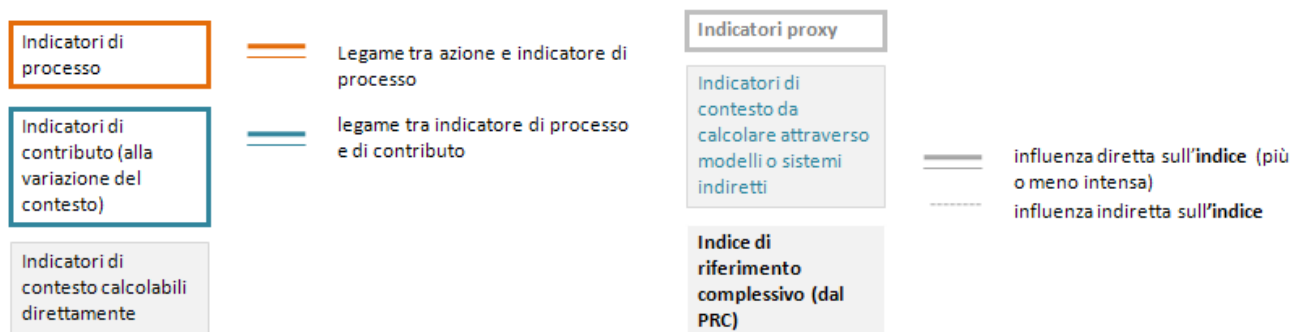 Indicatori di
processo
Legame tra azione e indicatore di
processo
Indicatori di
contributo (alla
variazione del
contesto)
legame tra indicatore di processo
e di contributo
Indicatori di
contesto calcolabili
direttamente
Indicatori proxy
Indicatori di
contesto da
calcolare attraverso
modelli o sistemi
indiretti
influenza diretta sull'indice (più
o meno intensa)
influenza indiretta sull'indice
Indice di
riferimento
complessivo (dal
PRC)